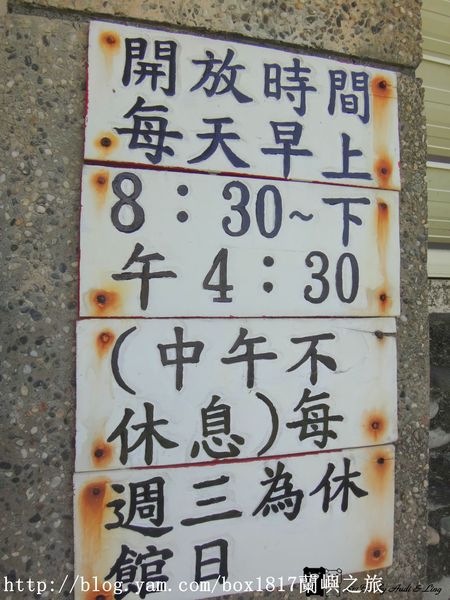 開放時間
每天早上
8：30~下
午4：30
(中午不
休息)每
週三為休
館日
http://blog.yam.com/box1817蘭嶼之旅